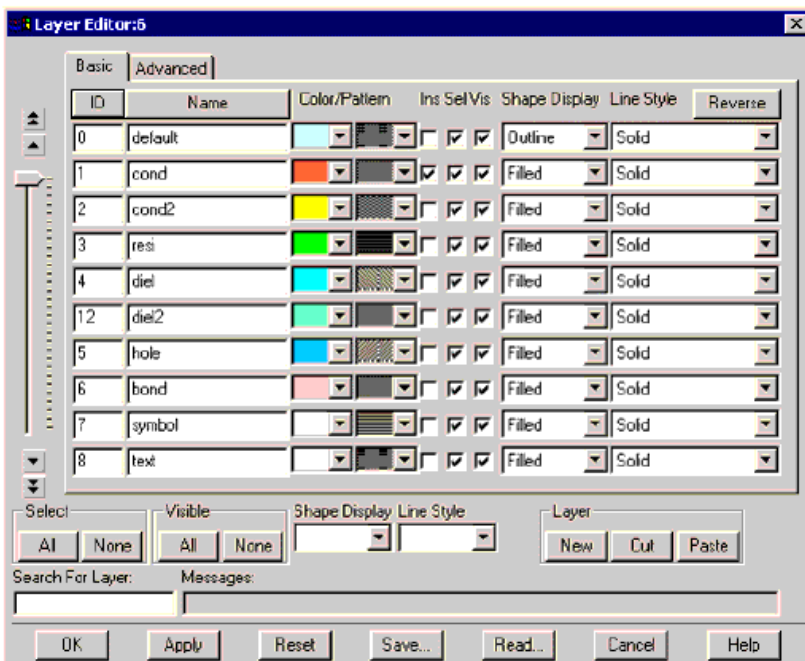 Layer Editor:6
Basic Advanced
ID Name Color/Pattern Ins Sel Vis Shape Display Line Style Reverse
0 default Outline Solid
1 cond Filled Solid
2 cond2 Filled Solid
3 resi Filled Solid
4 diel Filled Solid
12 diel2 Filled Solid
5 hole Filled Solid
6 bond Filled Solid
7 symbol Filled Solid
8 text Filled Solid
Select Visible Shape Display Line Style Layer
All None All None New Cut Paste
Search For Layer: Messages:
OK Apply Reset Save... Read... Cancel Help